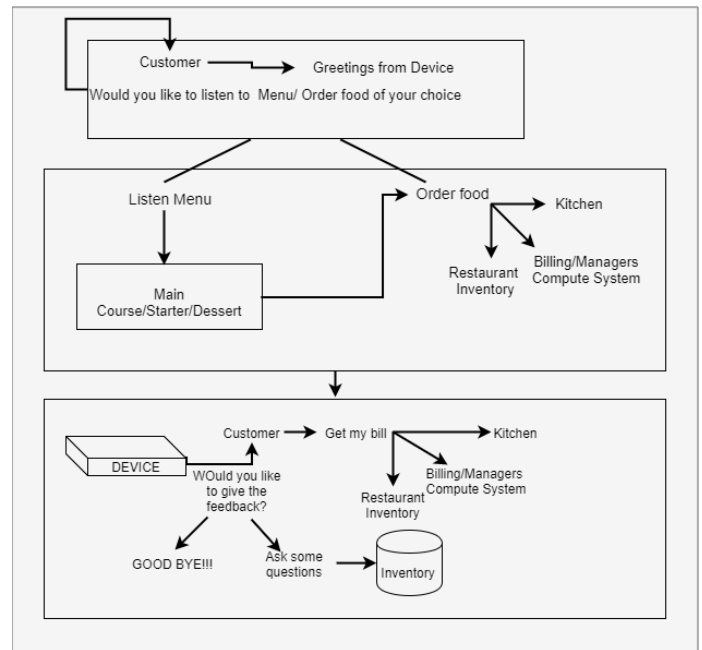 Customer
Greetings from Device
Would you like to listen to Menu/ Order food of your choice
Listen Menu
Order food
Kitchen
Restaurant
Inventory
Billing/Managers
Compute System
Main
Course/Starter/Dessert
Customer
Get my bill
Kitchen
DEVICE
WOuld you like
to give the
feedback?
Billing/Managers
Compute System
Restaurant
Inventory
GOOD BYE!!!
Ask some
questions
Inventory